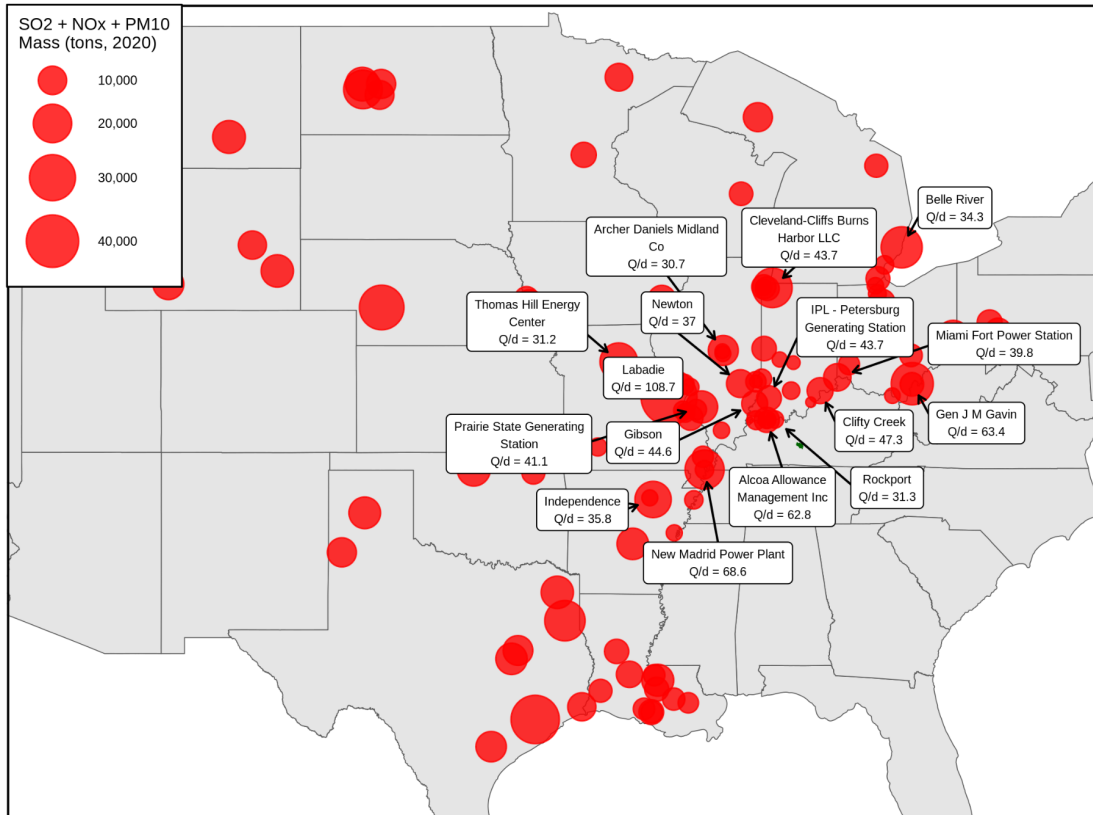 SO2 + NOx + PM10
Mass (tons, 2020)
10,000
20,000
30,000
40,000
Belle River
Q/d = 34.3
Cleveland-Cliffs Burns
Harbor LLC
Q/d = 43.7
Archer Daniels Midland
Co
Q/d = 30.7
Thomas Hill Energy
Center
Q/d = 31.2
Newton
Q/d = 37
IPL - Petersburg
Generating Station
Q/d = 43.7
Miami Fort Power Station
Q/d = 39.8
Labadie
Q/d = 108.7
Prairie State Generating
Station
Q/d = 41.1
Gibson
Q/d = 44.6
Clifty Creek
Q/d = 47.3
Gen J M Gavin
Q/d = 63.4
Independence
Q/d = 35.8
Alcoa Allowance
Management Inc
Q/d = 62.8
Rockport
Q/d = 31.3
New Madrid Power Plant
Q/d = 68.6